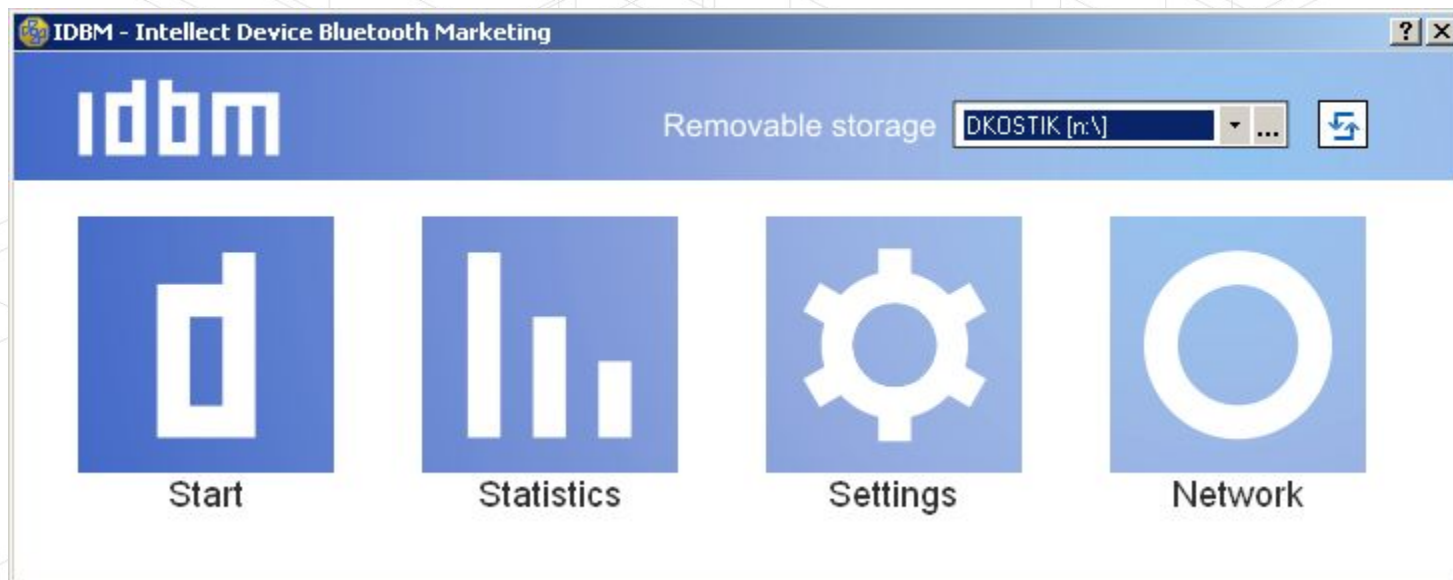 IDBM - Intellect Device Bluetooth Marketing
idbm
Removable storage DKOSTIK [n:\] ...
Start Statistics Settings Network